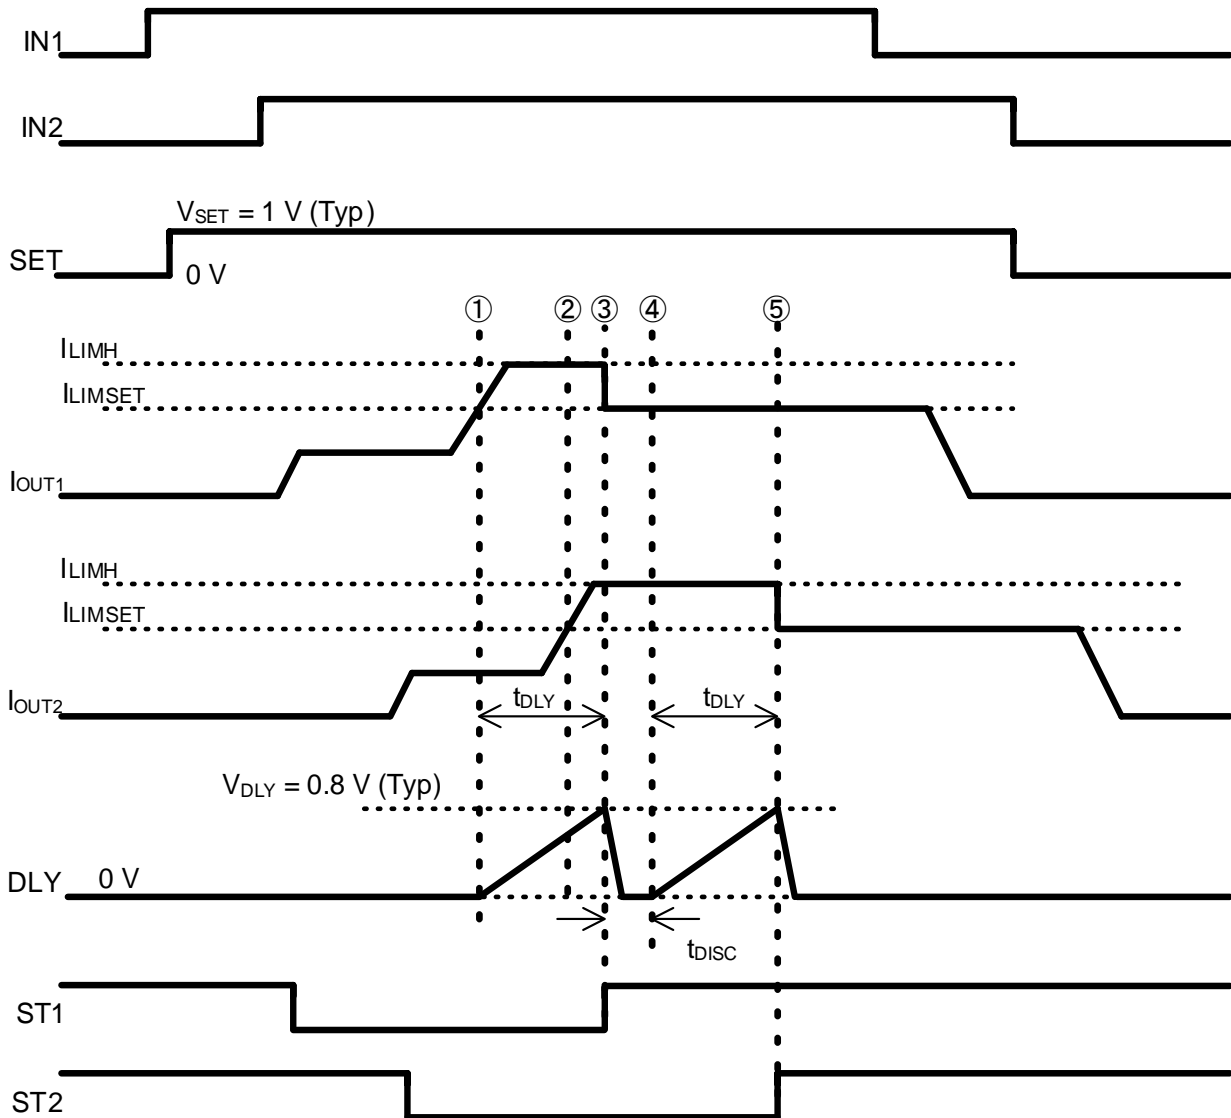 IN1
IN2
VSET = 1 V (Typ)
SET
0 V
① ② ③ ④ ⑤
ILIMH
ILIMSET
IOUT1
ILIMH
ILIMSET
IOUT2
tDLY tDLY
VDLY = 0.8 V (Typ)
DLY 0 V
tDISC
ST1
ST2